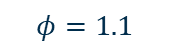 ϕ = 1.1